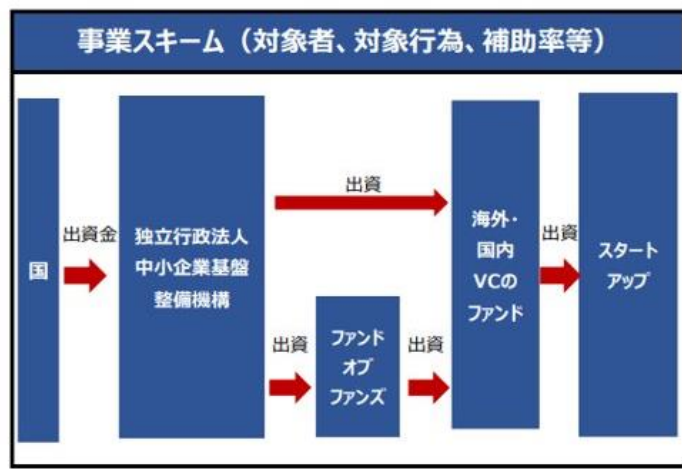 事業スキーム（対象者、対象行為、補助率等）
国
出資金
独立行政法人
中小企業基盤
整備機構
出資
出資
ファンド
オブ
ファンズ
出資
海外・
国内
VCの
ファンド
出資
スタート
アップ